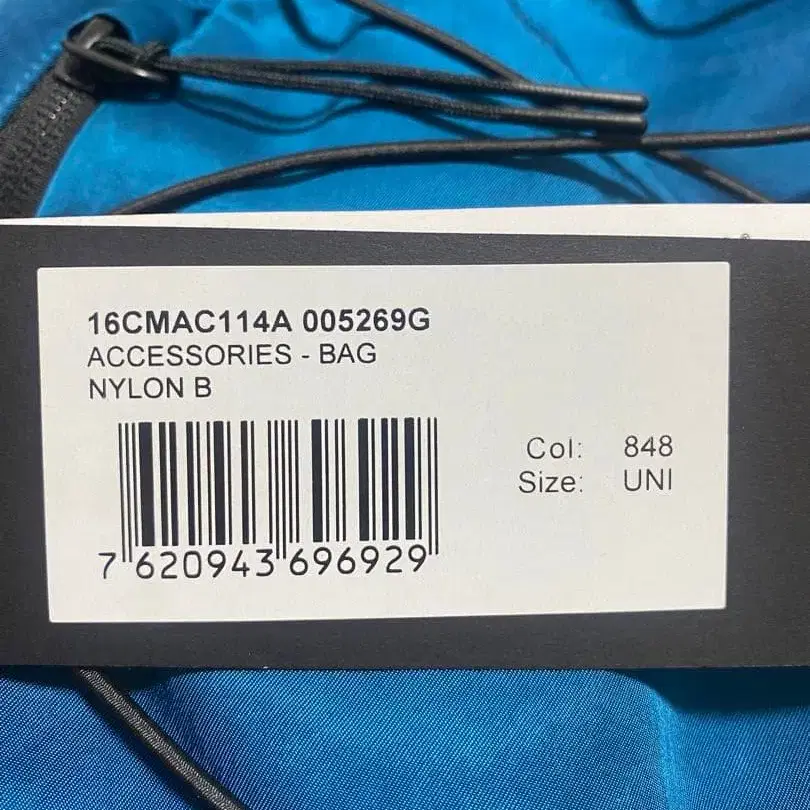 16CMAC114A 005269G
ACCESSORIES - BAG
NYLON B
Col: 848
Size: UNI
7 620943 696929